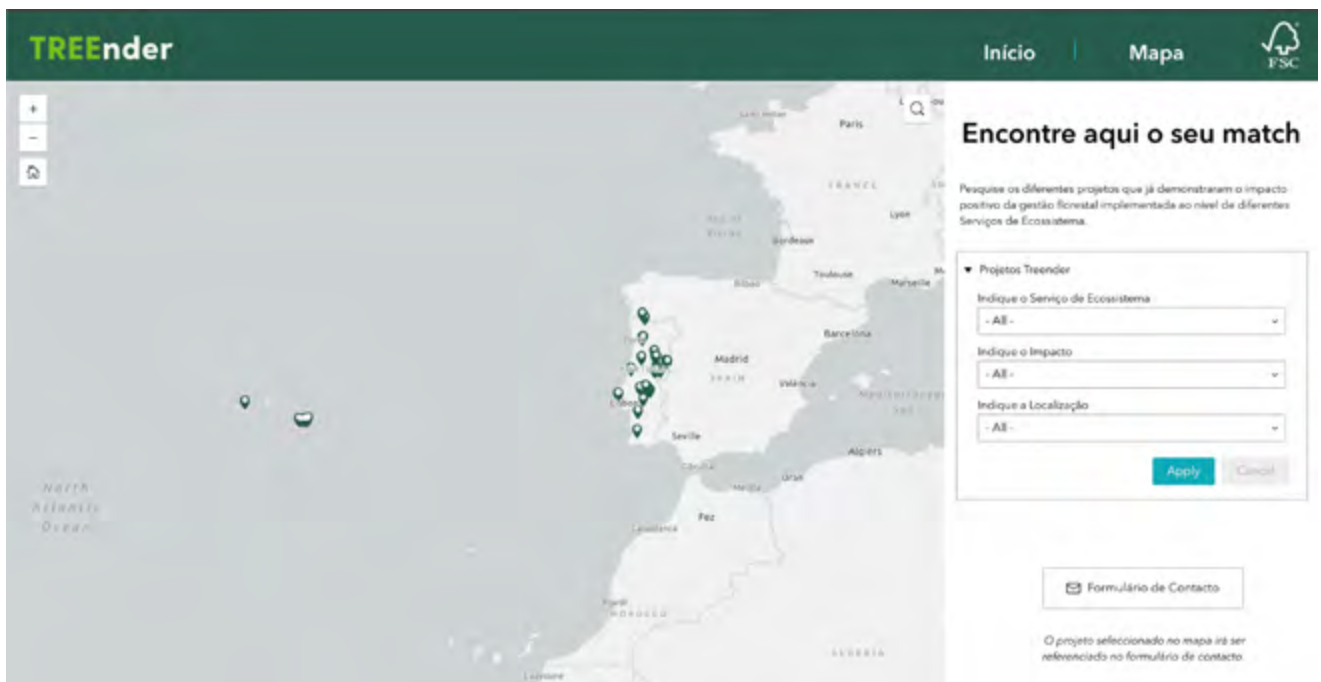 TREEnder
Início
Mapa
FSC
+
−
Paris
FRANCE
Lyon
Bordeaux
Toulouse
Marseille
Bilbao
Barcelona
Madrid
SPAIN
València
Seville
Algiers
Oran
Fez
Casablanca
MOROCCO
ALGERIA
North
Atlantic
Ocean
Encontre aqui o seu match
Pesquise os diferentes projetos que já demonstraram o impacto
positivo da gestão florestal implementada ao nível de diferentes
Serviços de Ecossistema.
Projetos Treender
Indique o Serviço de Ecossistema
- All -
Indique o Impacto
- All -
Indique a Localização
- All -
Apply
Cancel
Formulário de Contacto
O projeto seleccionado no mapa irá ser
referenciado no formulário de contacto.